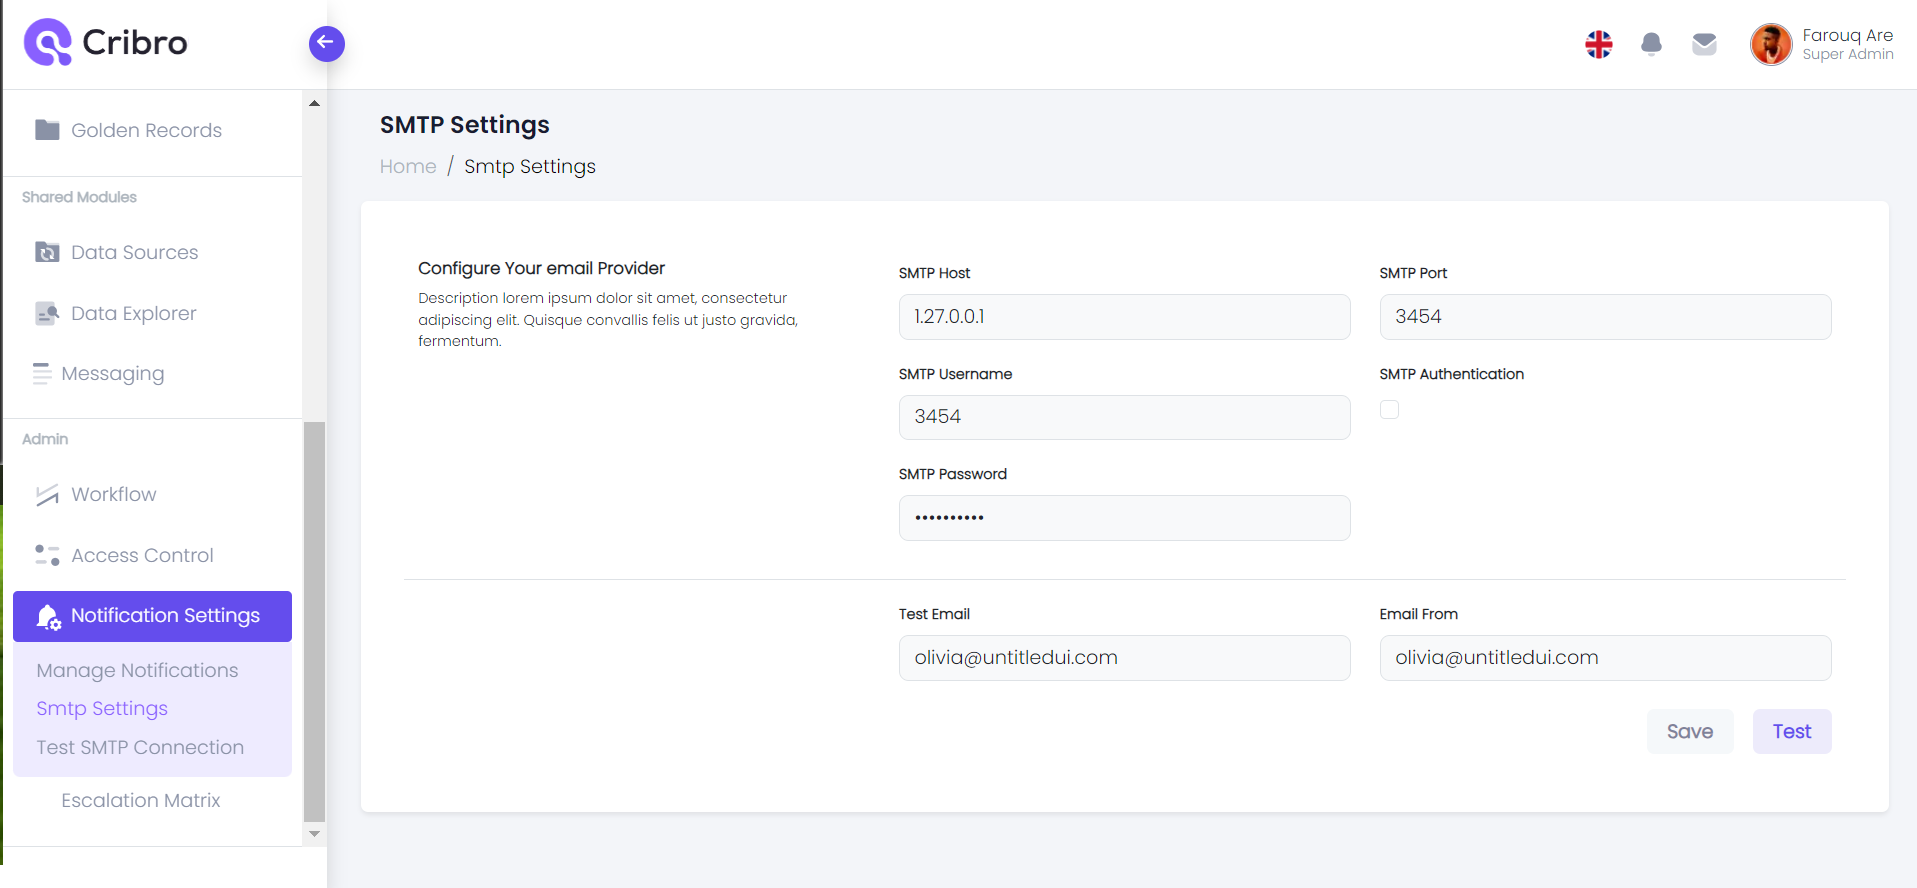 Cribro
Farouq Are
Super Admin
Golden Records
Shared Modules
Data Sources
Data Explorer
Messaging
Admin
Workflow
Access Control
Notification Settings
Manage Notifications
Smtp Settings
Test SMTP Connection
Escalation Matrix
SMTP Settings
Home / Smtp Settings
Configure Your email Provider
Description lorem ipsum dolor sit amet, consectetur
adipiscing elit. Quisque convallis felis ut justo gravida,
fermentum.
SMTP Host
1.27.0.0.1
SMTP Port
3454
SMTP Username
3454
SMTP Authentication
SMTP Password
••••••••••
Test Email
olivia@untitledui.com
Email From
olivia@untitledui.com
Save
Test